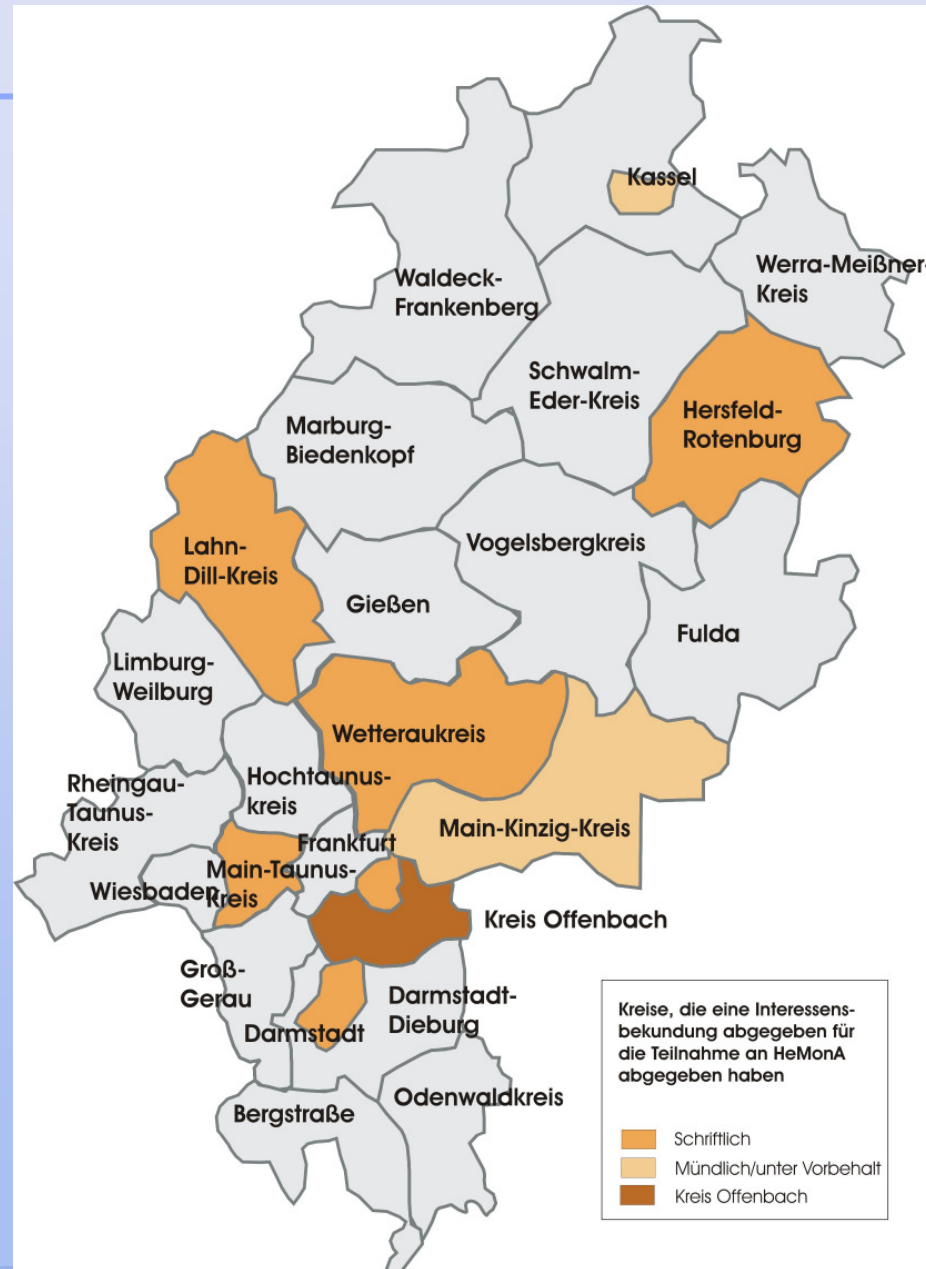 Kassel
Werra-Meißner-
Kreis
Waldeck-
Frankenberg
Schwalm-
Eder-Kreis
Hersfeld-
Rotenburg
Marburg-
Biedenkopf
Lahn-
Dill-Kreis
Vogelsbergkreis
Gießen
Fulda
Limburg-
Weilburg
Wetteraukreis
Hochtaunus-
kreis
Rheingau-
Taunus-
Kreis
Main-Kinzig-Kreis
Frankfurt
Main-Taunus-
Kreis
Wiesbaden
Kreis Offenbach
Groß-
Gerau
Darmstadt-
Dieburg
Darmstadt
Odenwaldkreis
Bergstraße
Kreise, die eine Interessens-
bekundung abgegeben für
die Teilnahme an HeMonA
abgegeben haben
Schriftlich
Mündlich/unter Vorbehalt
Kreis Offenbach